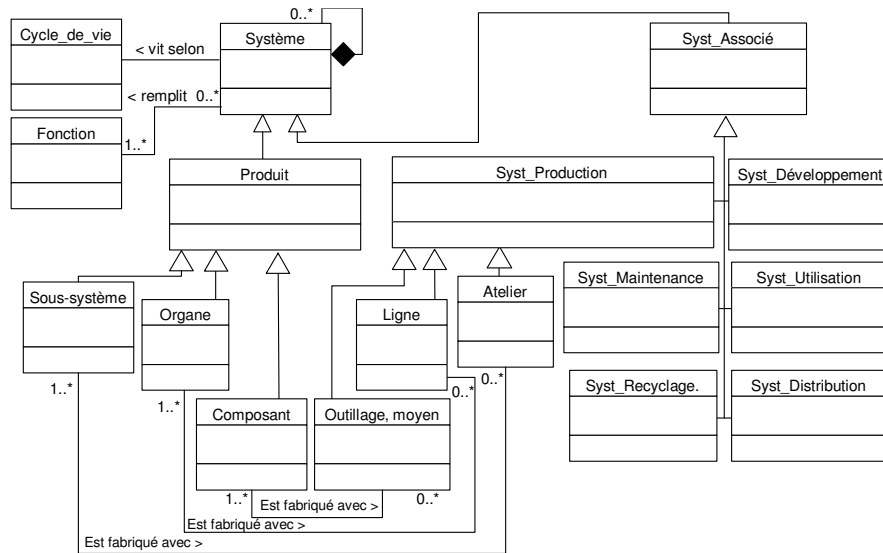 0..*
Cycle_de_vie
Système
Syst_Associé
< vit selon
< remplit 0..*
Fonction
1..*
Produit
Syst_Production
Syst_Développement
Sous-système
Organe
Ligne
Atelier
Syst_Maintenance
Syst_Utilisation
1..*
1..*
0..*
0..*
Composant
Outillage, moyen
Syst_Recyclage.
Syst_Distribution
1..*
Est fabriqué avec >
0..*
Est fabriqué avec >
Est fabriqué avec >